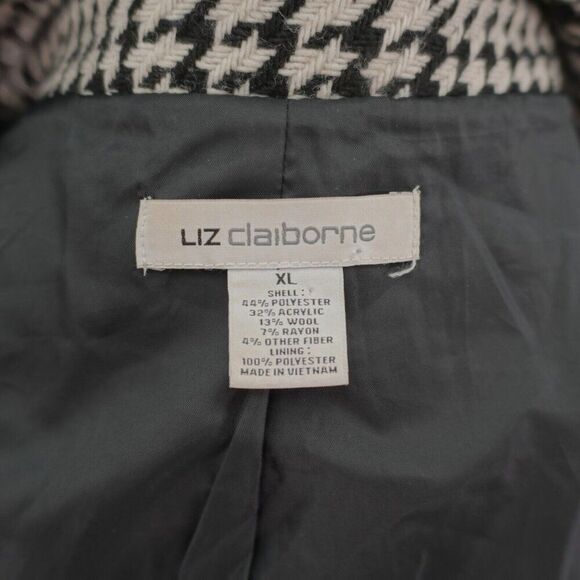 LIZ claiborne
XL
SHELL:
44% POLYESTER
32% ACRYLIC
13% WOOL
7% RAYON
4% OTHER FIBER
LINING:
100% POLYESTER
MADE IN VIETNAM